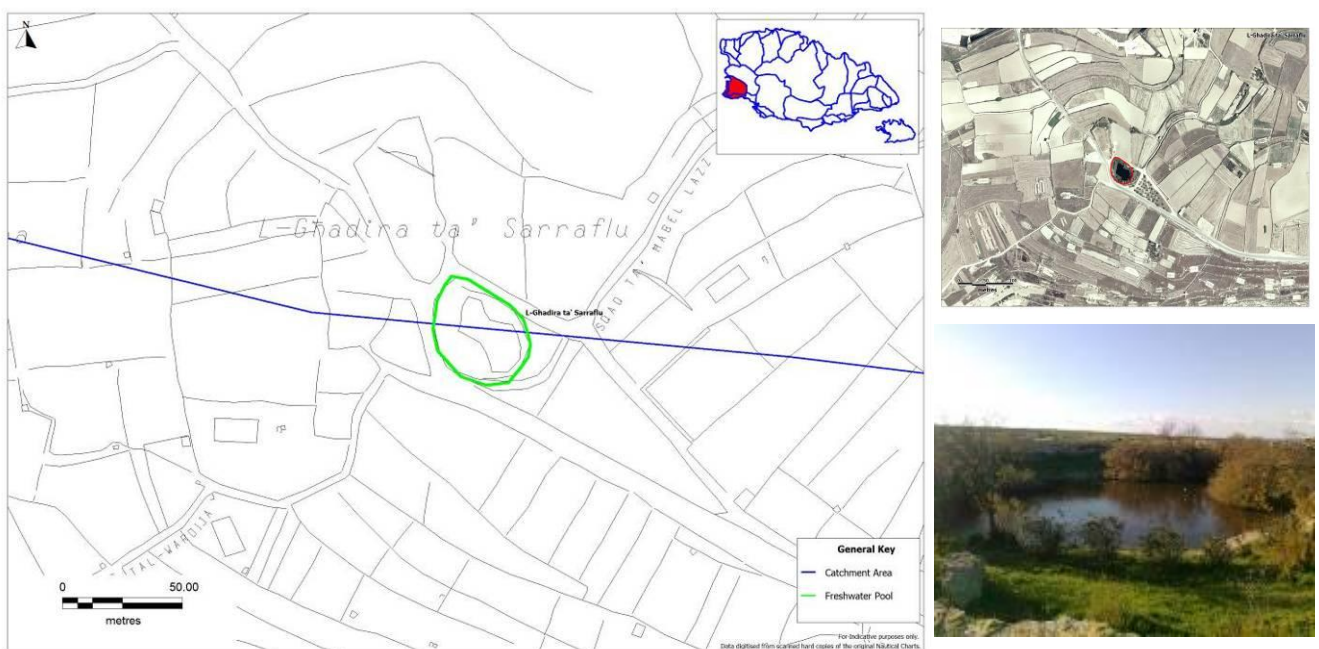 N
L-Għadira ta' Sarraflu
SQAQ TA' MABEL LAZZ
a
L-Ghadira ta' Sarraflu
TAL-WARDIJA
0 50.00
metres
General Key
Catchment Area
Freshwater Pool
For indicative purposes only.
Data digitised from scanned hard copies of the original Nautical Charts.
L-Ghadira ta' Sarraflu
metres